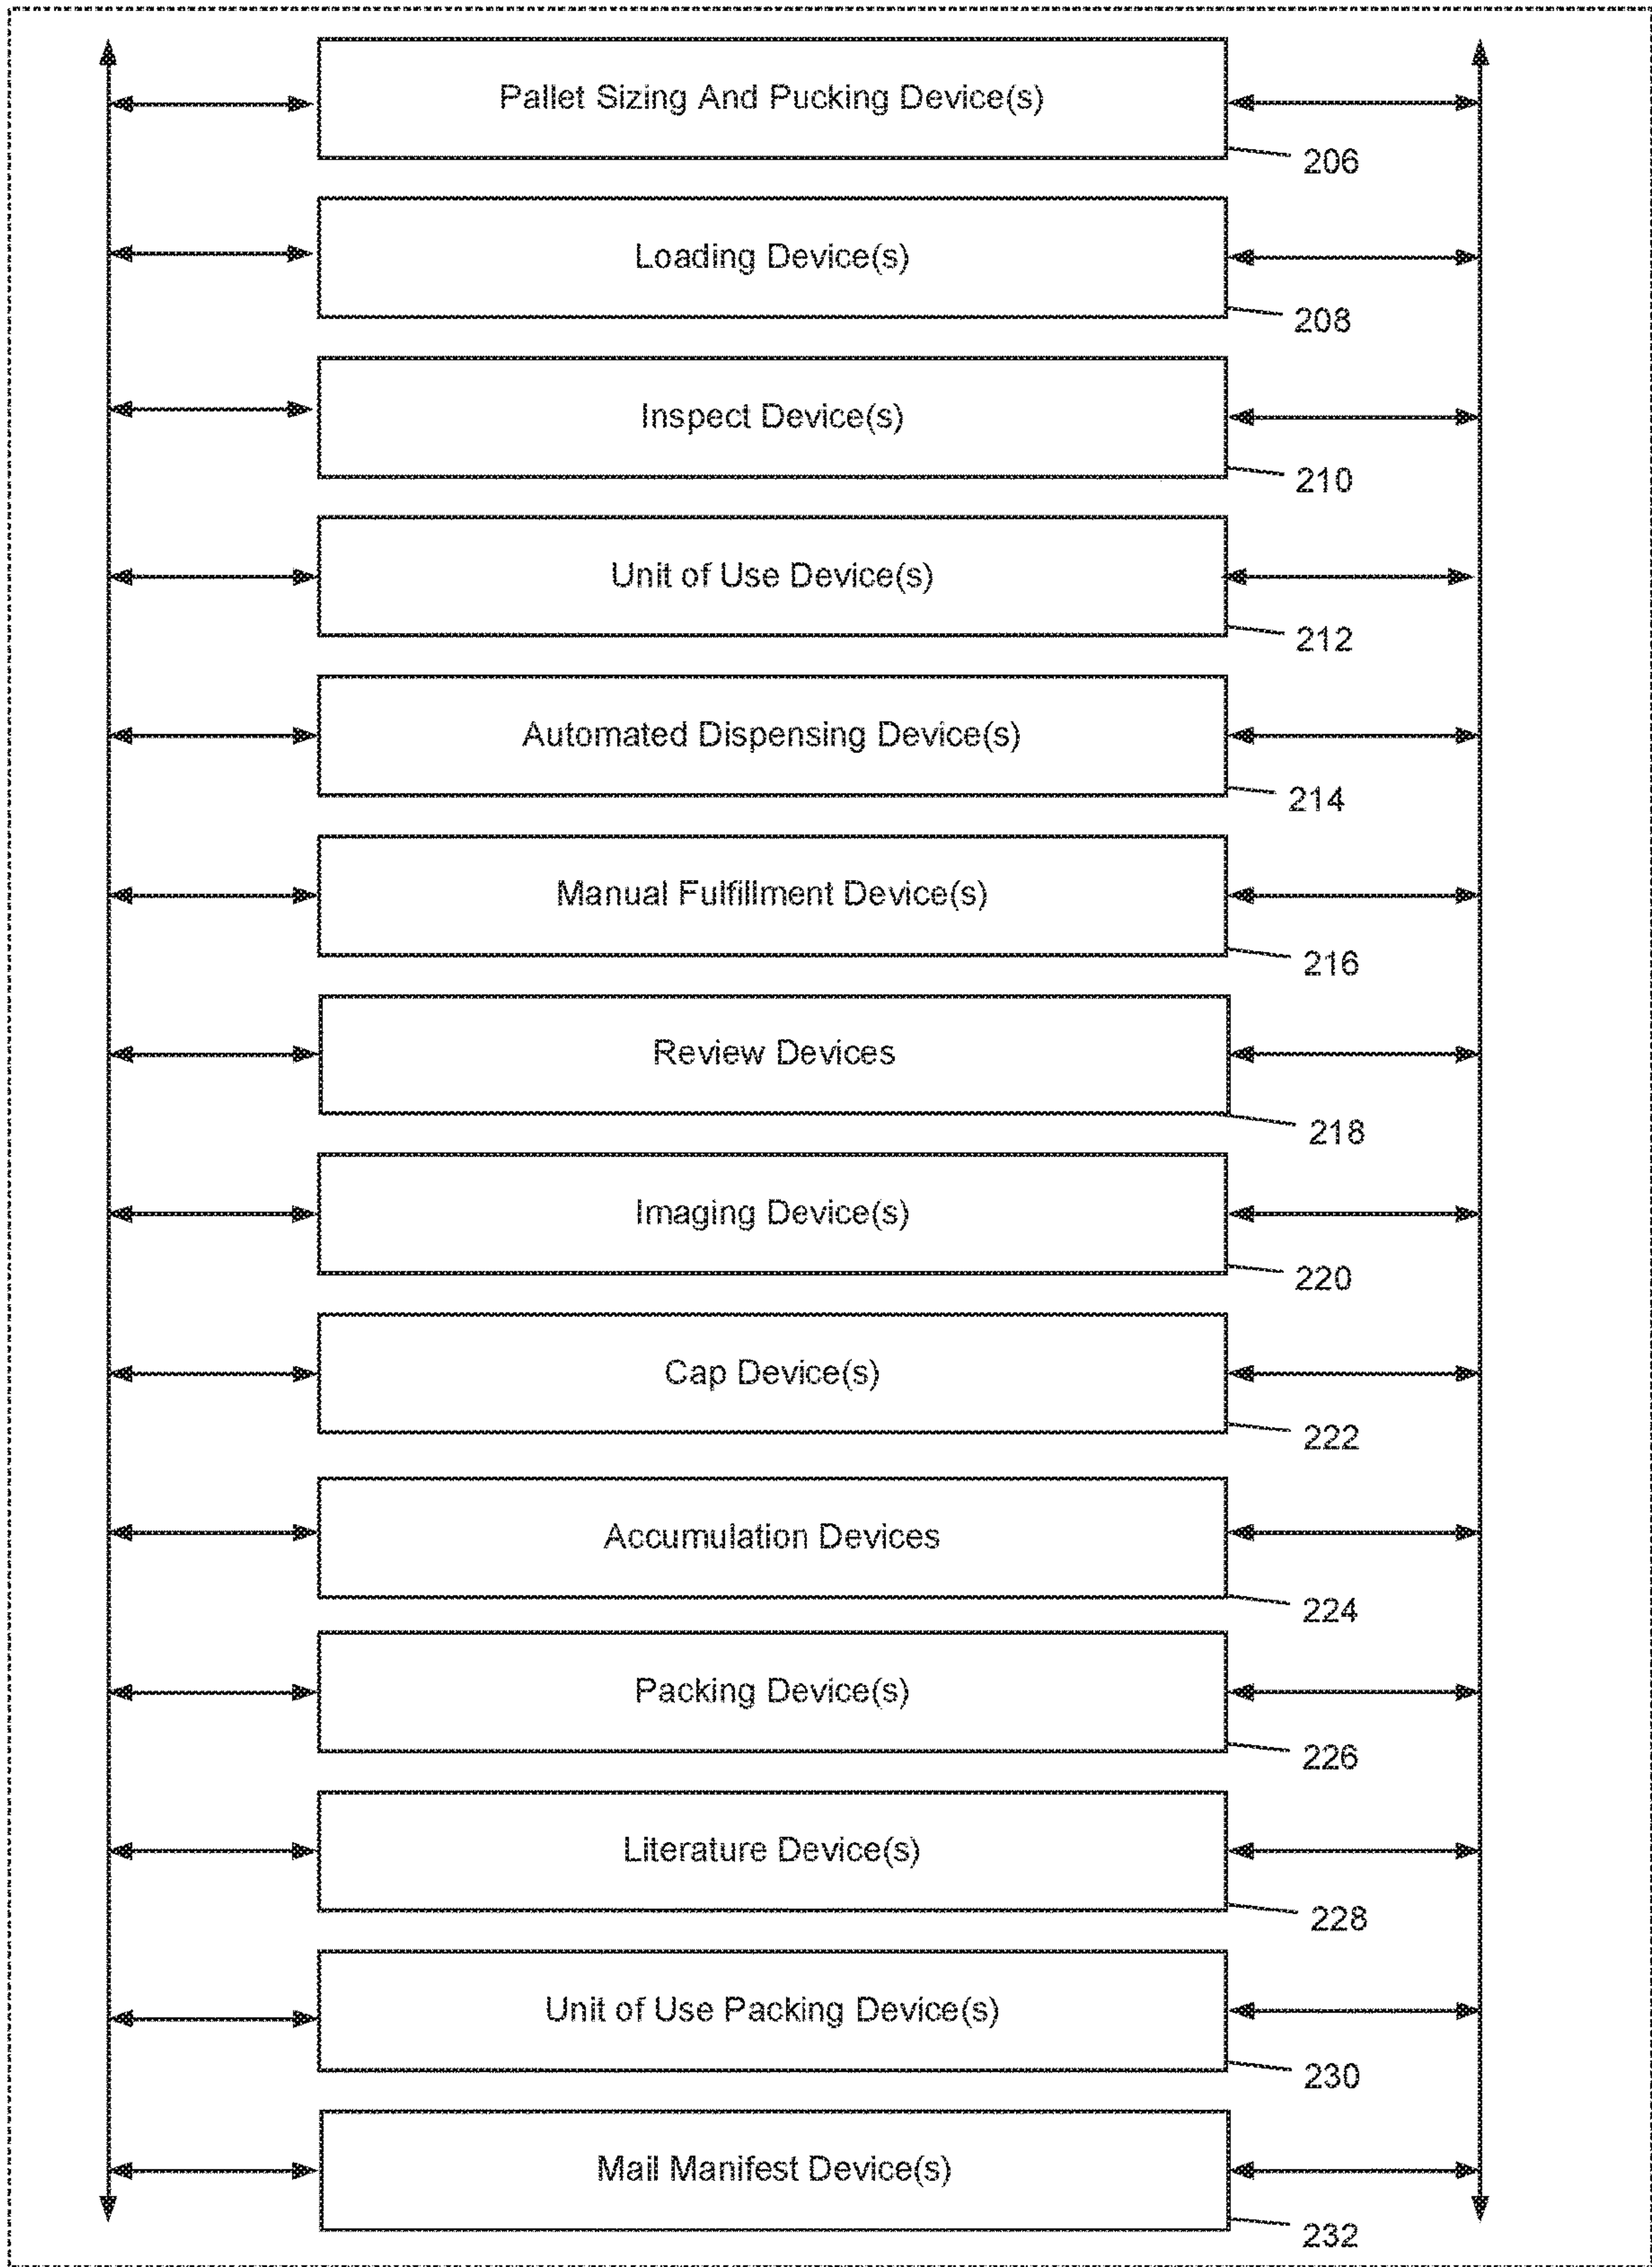 Pallet Sizing And Pucking Device(s)
206
Loading Device(s)
208
Inspect Device(s)
210
Unit of Use Device(s)
212
Automated Dispensing Device(s)
214
Manual Fulfillment Device(s)
216
Review Devices
218
Imaging Device(s)
220
Cap Device(s)
222
Accumulation Devices
224
Packing Device(s)
226
Literature Device(s)
228
Unit of Use Packing Device(s)
230
Mail Manifest Device(s)
232